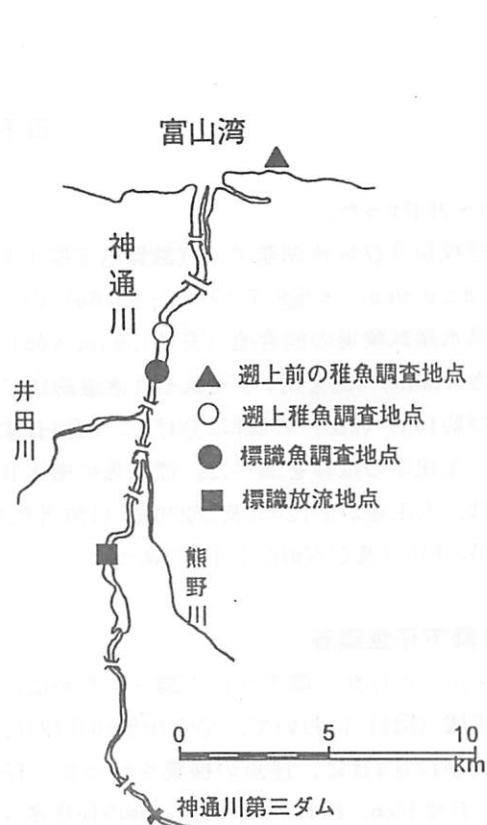 富山湾
神通川
井田川
▲ 遡上前の稚魚調査地点
○ 遡上稚魚調査地点
● 標識魚調査地点
■ 標識放流地点
熊野川
0 5 10
km
神通川第三ダム